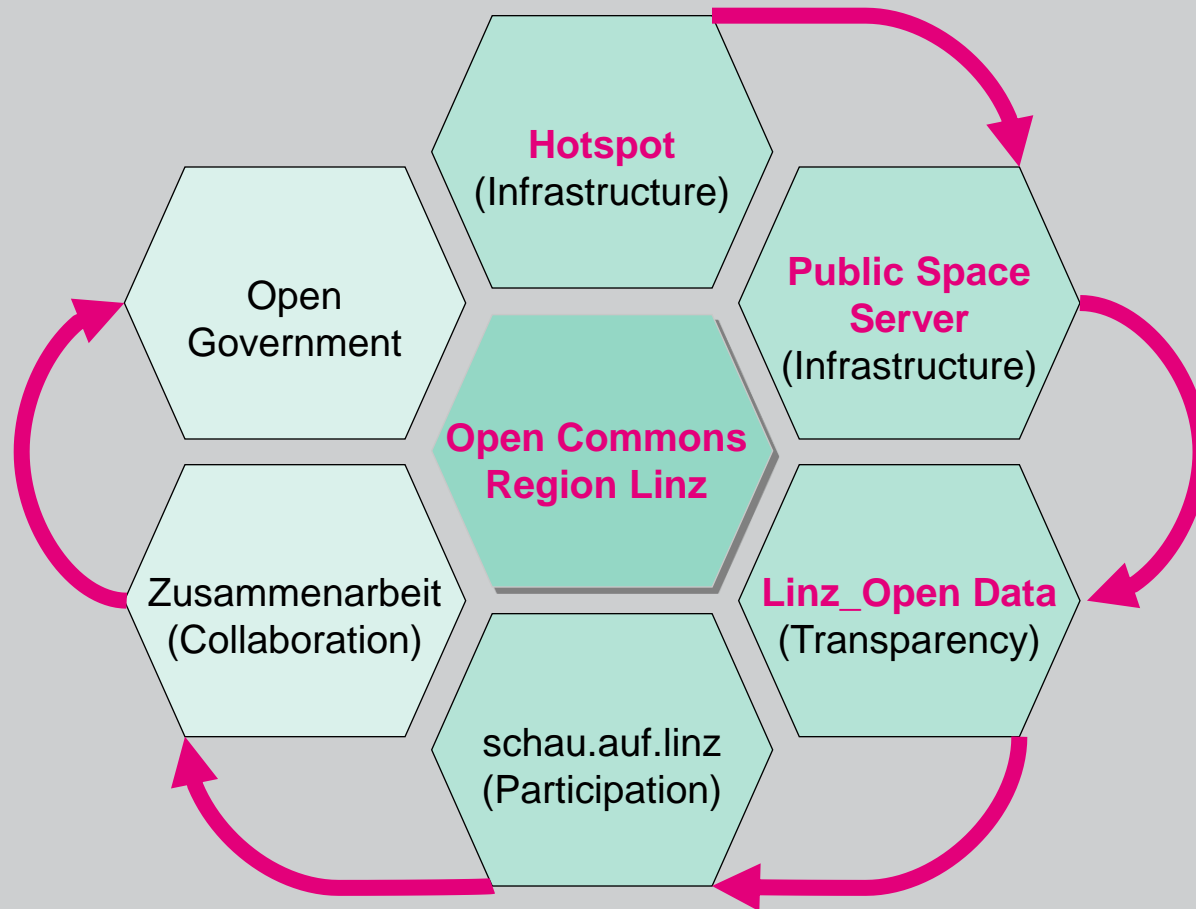 Hotspot
(Infrastructure)
Public Space
Server
(Infrastructure)
Linz_Open Data
(Transparency)
schau.auf.linz
(Participation)
Zusammenarbeit
(Collaboration)
Open
Government
Open Commons
Region Linz